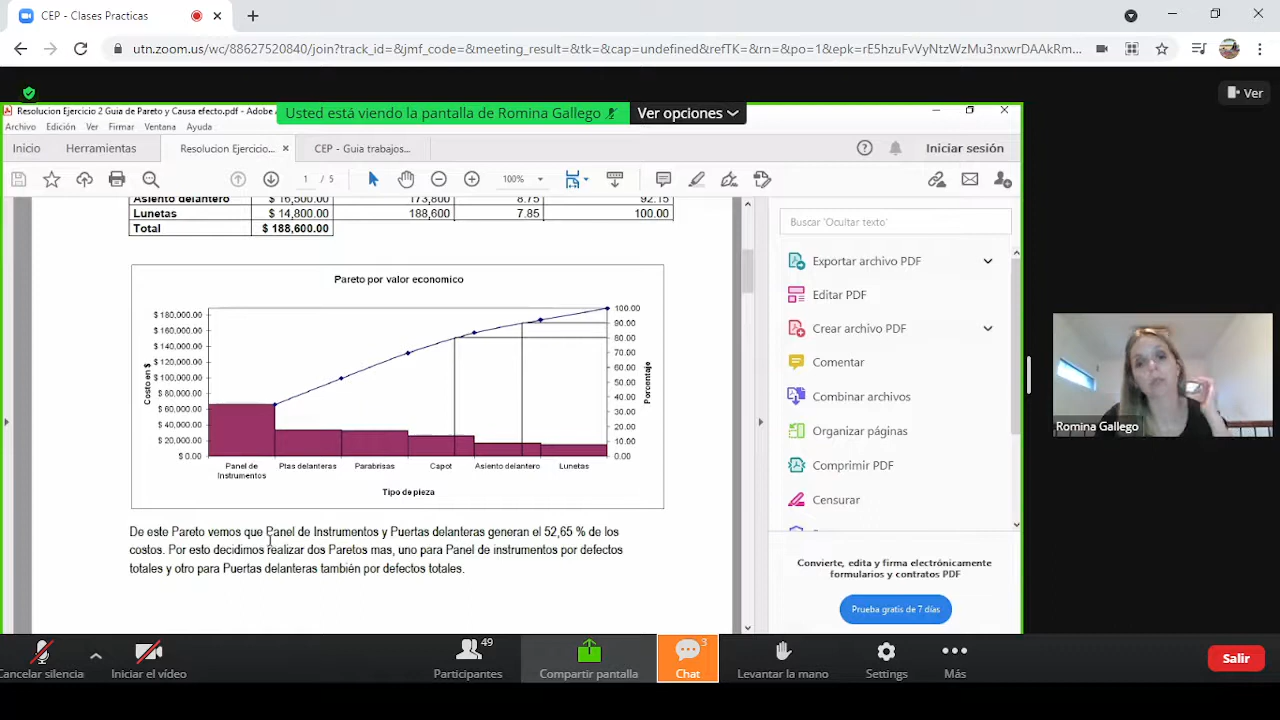 CEP - Clases Practicas
utn.zoom.us/wc/88627520840/join?track_id=&jmf_code=&meeting_result=&tk=&cap=undefined&refTK=&rn=&po=1&epk=rE5hzuFvVyNtzWzMu3nxwrDAAkRm...
Ver
Resolucion Ejercicio 2 Guia de Pareto y Causa efecto.pdf - Adobe A
Usted está viendo la pantalla de Romina Gallego
Ver opciones
Archivo Edición Ver Firmar Ventana Ayuda
Inicio Herramientas Resolucion Ejercicio... CEP - Guia trabajos... Iniciar sesión
1 / 5 100%
Asiento delantero $ 16,500.00 173,800 8.75 92.15
Lunetas $ 14,800.00 188,600 7.85 100.00
Total $ 188,600.00
Pareto por valor economico
$ 180,000.00
$ 160,000.00
$ 140,000.00
$ 120,000.00
$ 100,000.00
$ 80,000.00
$ 60,000.00
$ 40,000.00
$ 20,000.00
$ 0.00
Costo en $
100.00
90.00
80.00
70.00
60.00
50.00
40.00
30.00
20.00
10.00
0.00
Porcentaje
Panel de Instrumentos
Ptas delanteras
Parabrisas
Capot
Asiento delantero
Lunetas
Tipo de pieza
De este Pareto vemos que Panel de Instrumentos y Puertas delanteras generan el 52,65 % de los
costos. Por esto decidimos realizar dos Paretos mas, uno para Panel de instrumentos por defectos
totales y otro para Puertas delanteras también por defectos totales.
Buscar 'Ocultar texto'
Exportar archivo PDF
Editar PDF
Crear archivo PDF
Comentar
Combinar archivos
Organizar páginas
Comprimir PDF
Censurar
Convierte, edita y firma electrónicamente
formularios y contratos PDF
Prueba gratis de 7 días
Romina Gallego
Cancelar silencia
Iniciar el vídeo
49
Participantes
Compartir pantalla
3
Chat
Levantar la mano
Settings
Más
Salir